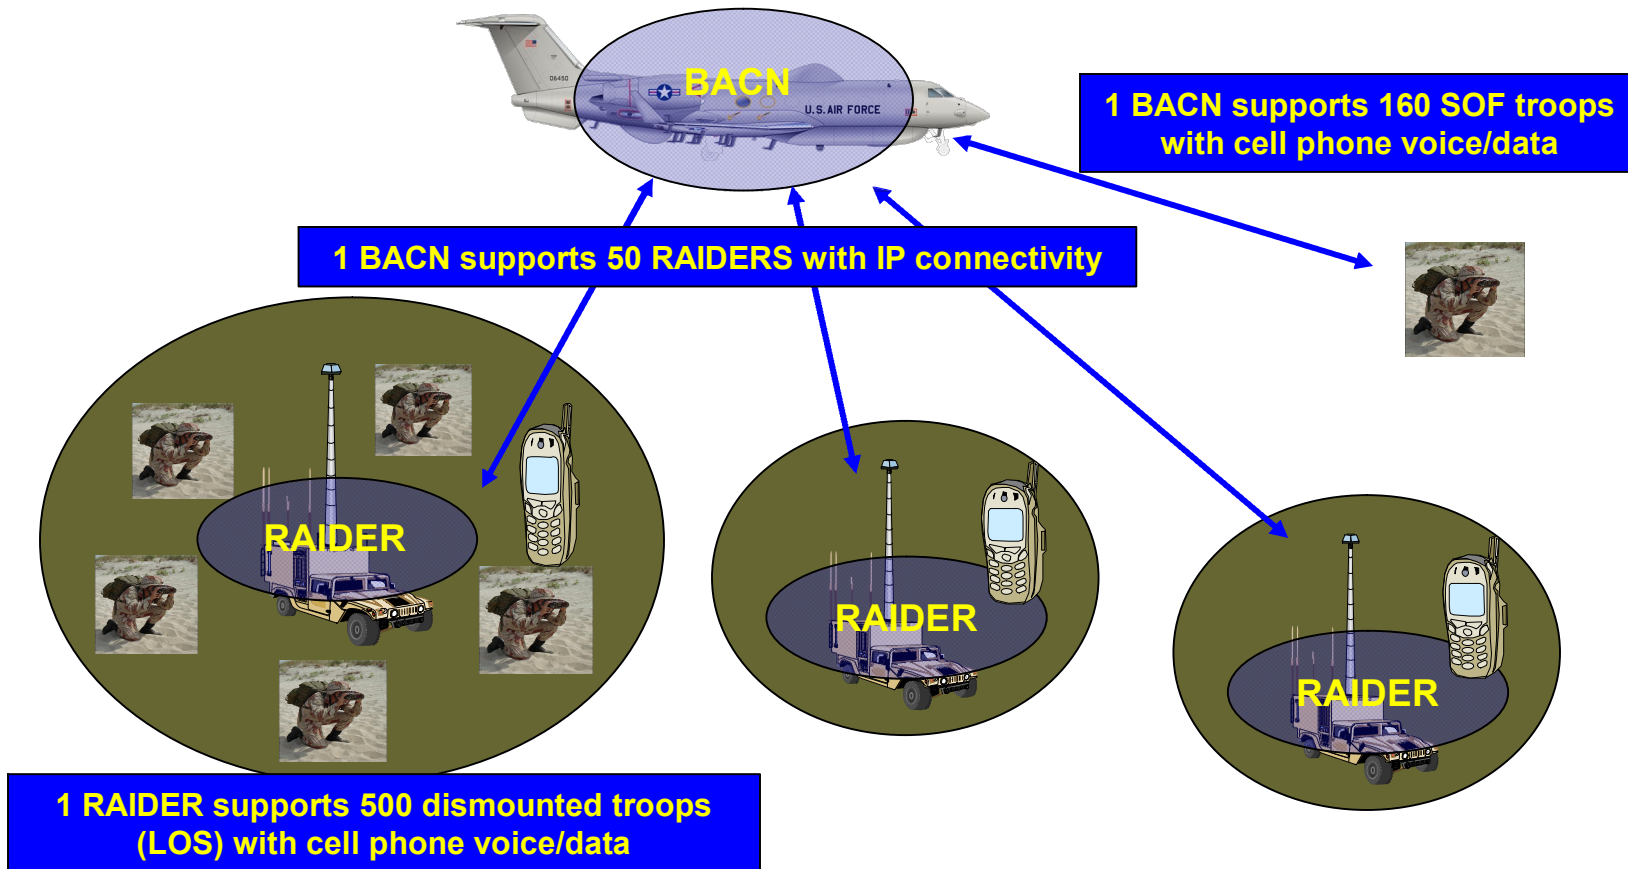 BACN
06450
U.S. AIR FORCE
1 BACN supports 160 SOF troops
with cell phone voice/data
1 BACN supports 50 RAIDERS with IP connectivity
RAIDER
RAIDER
RAIDER
1 RAIDER supports 500 dismounted troops
(LOS) with cell phone voice/data